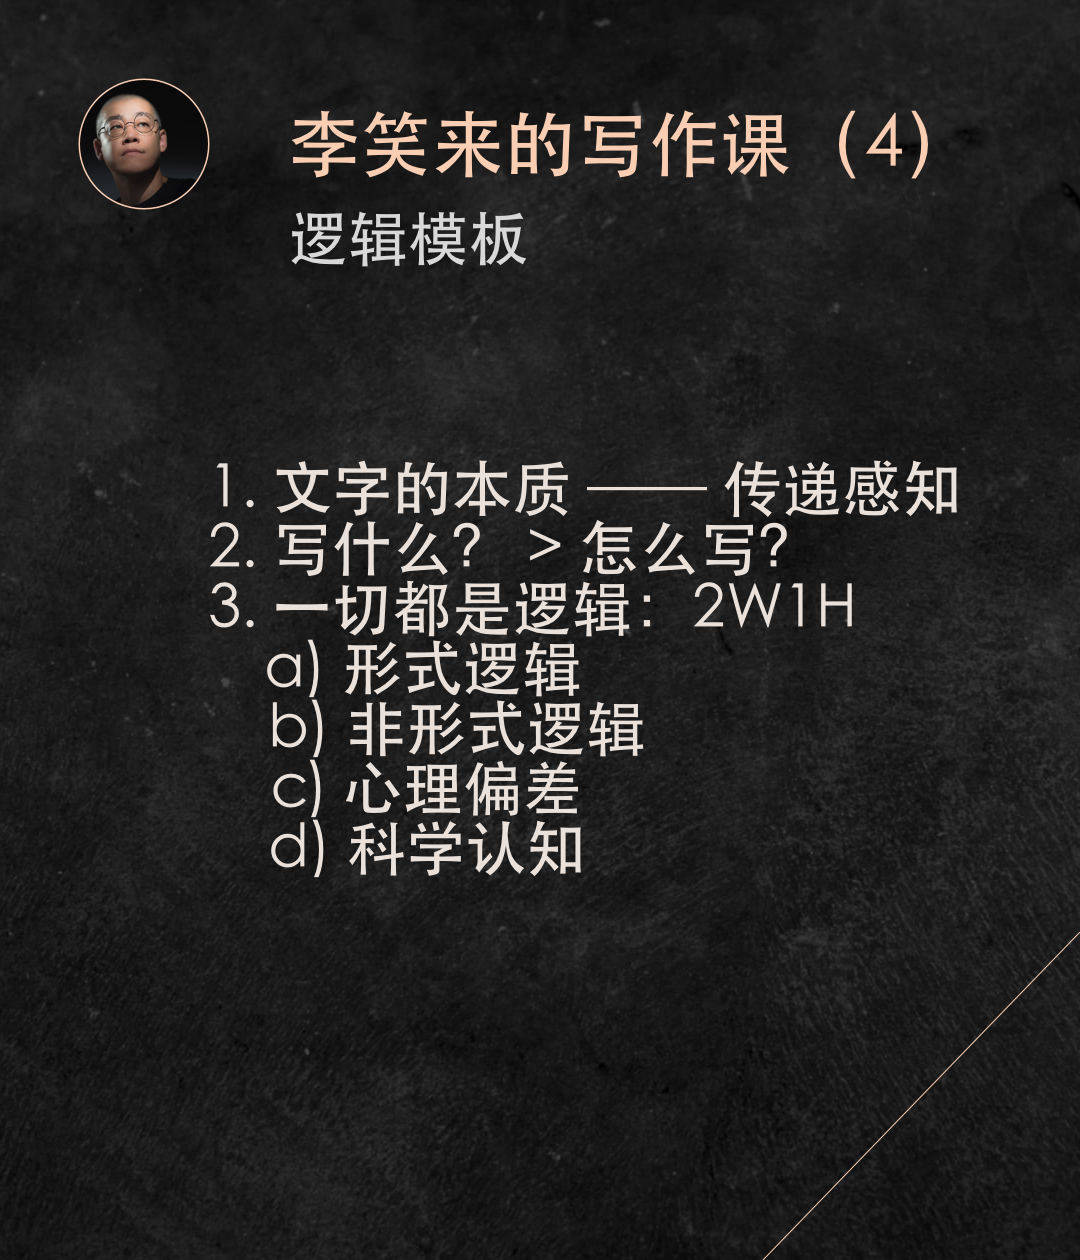 李笑来的写作课（4）
逻辑模板
1. 文字的本质 —— 传递感知
2. 写什么？ > 怎么写？
3. 一切都是逻辑：2W1H
a) 形式逻辑
b) 非形式逻辑
c) 心理偏差
d) 科学认知